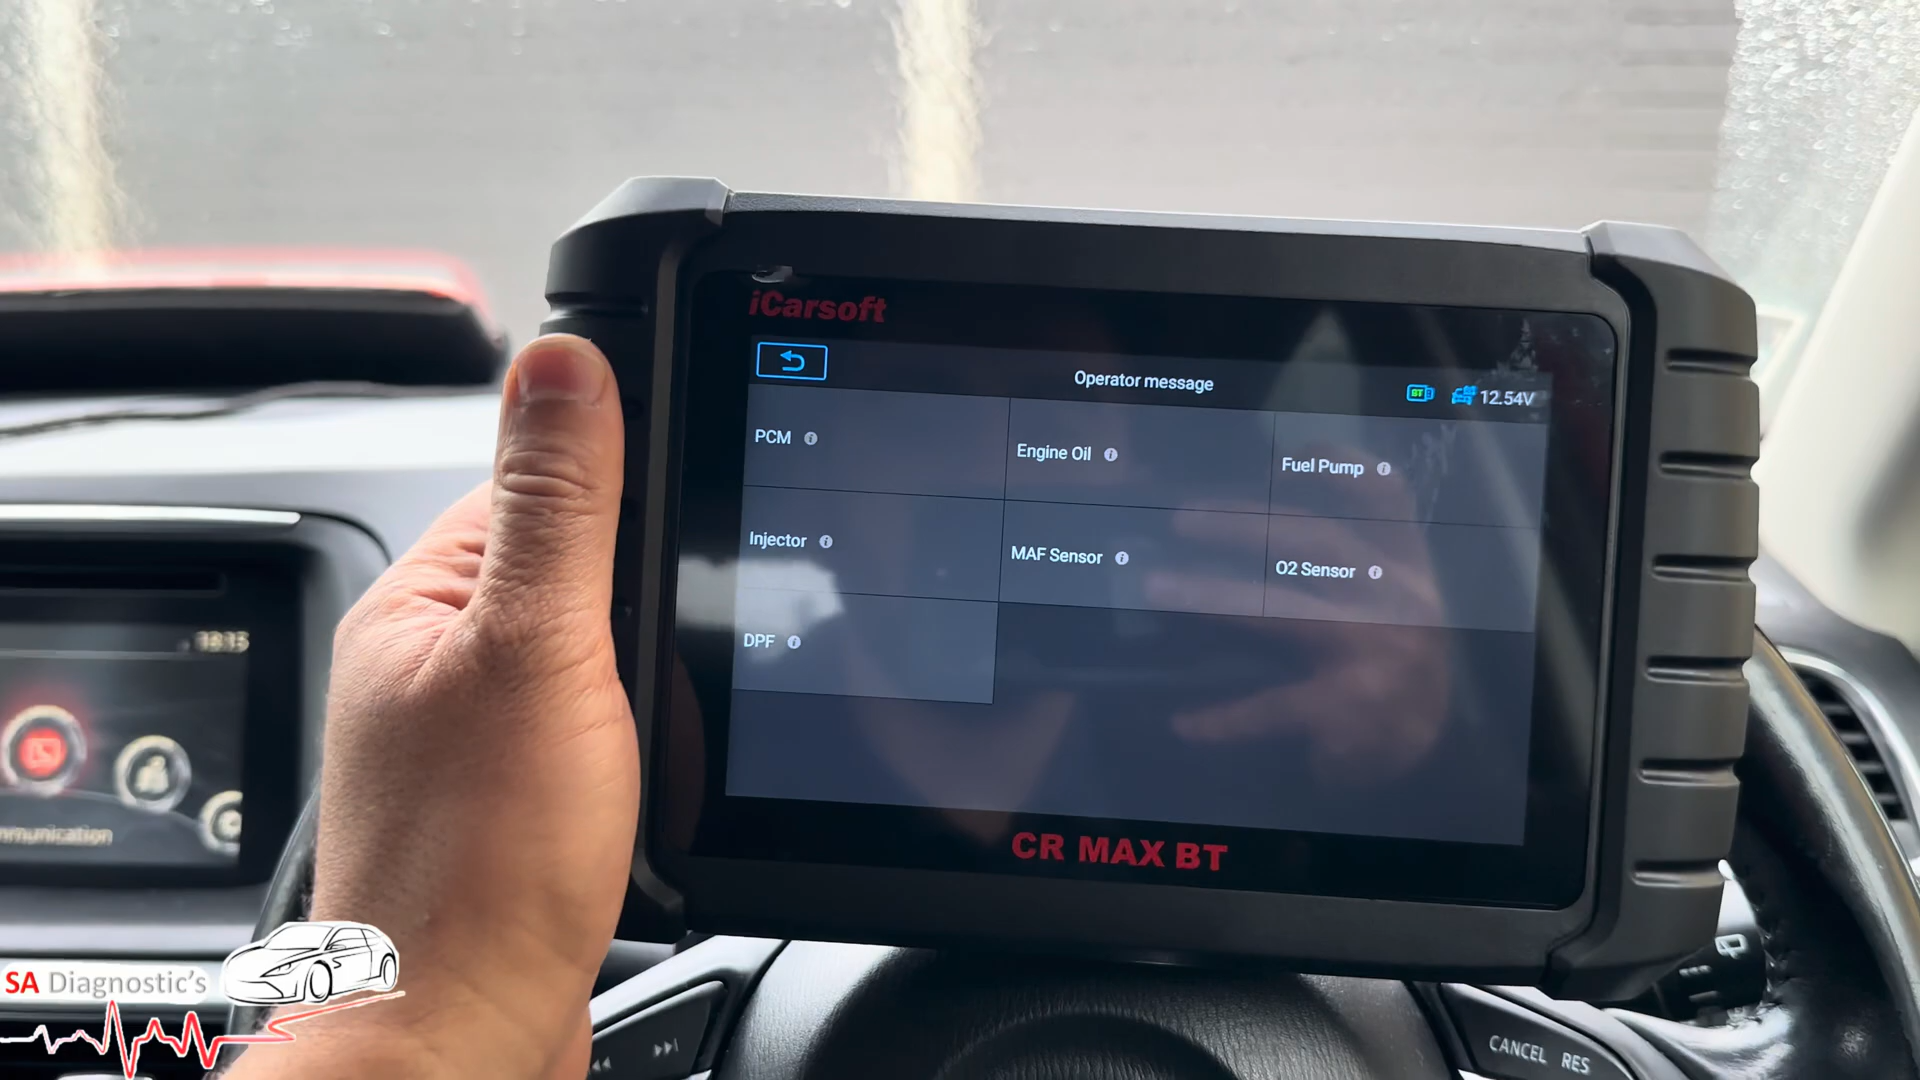 iCarsoft
Operator message
BT
12.54V
PCM
Engine Oil
Fuel Pump
Injector
MAF Sensor
O2 Sensor
DPF
CR MAX BT
mmunication
SA Diagnostic's
CANCEL RES